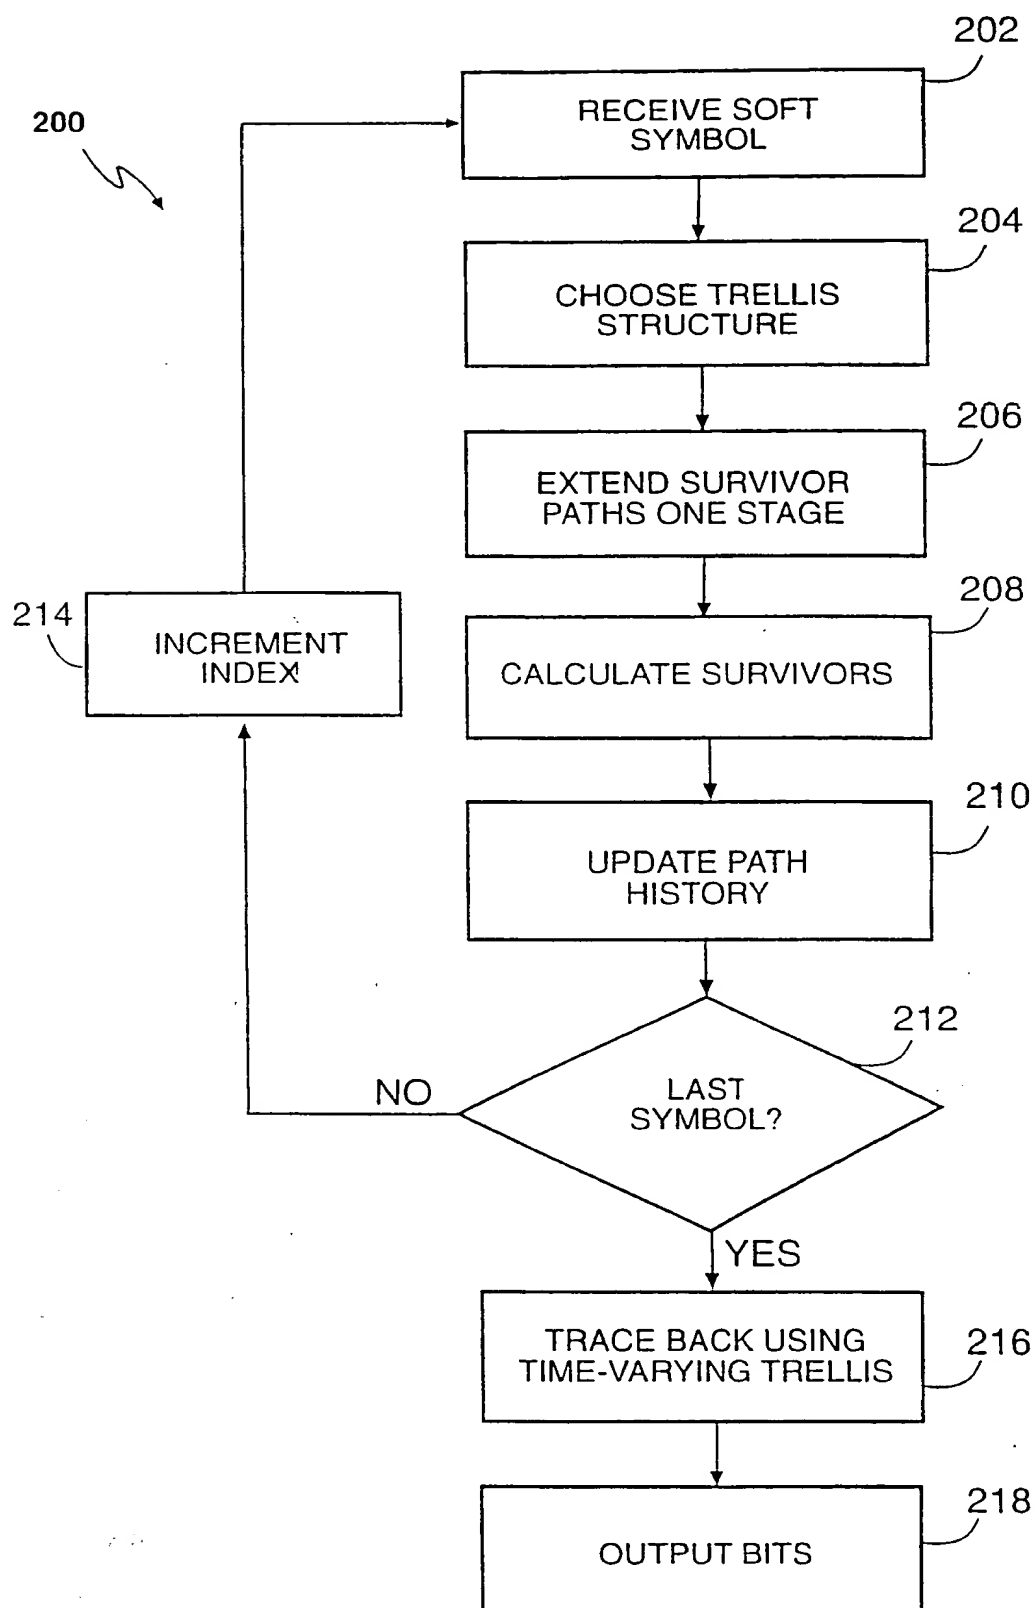 202
200
RECEIVE SOFT
SYMBOL
204
CHOOSE TRELLIS
STRUCTURE
206
EXTEND SURVIVOR
PATHS ONE STAGE
208
214
INCREMENT
INDEX
CALCULATE SURVIVORS
210
UPDATE PATH
HISTORY
212
LAST
SYMBOL?
NO
YES
TRACE BACK USING
TIME-VARYING TRELLIS
216
218
OUTPUT BITS